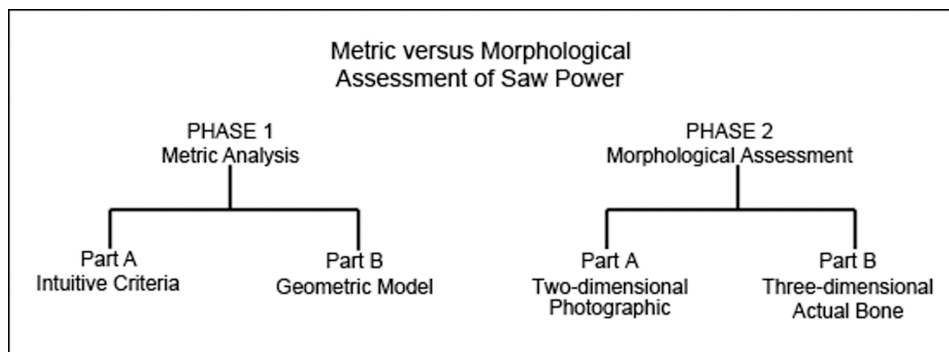 Metric versus Morphological
Assessment of Saw Power
PHASE 1
Metric Analysis
PHASE 2
Morphological Assessment
Part A
Intuitive Criteria
Part B
Geometric Model
Part A
Two-dimensional
Photographic
Part B
Three-dimensional
Actual Bone